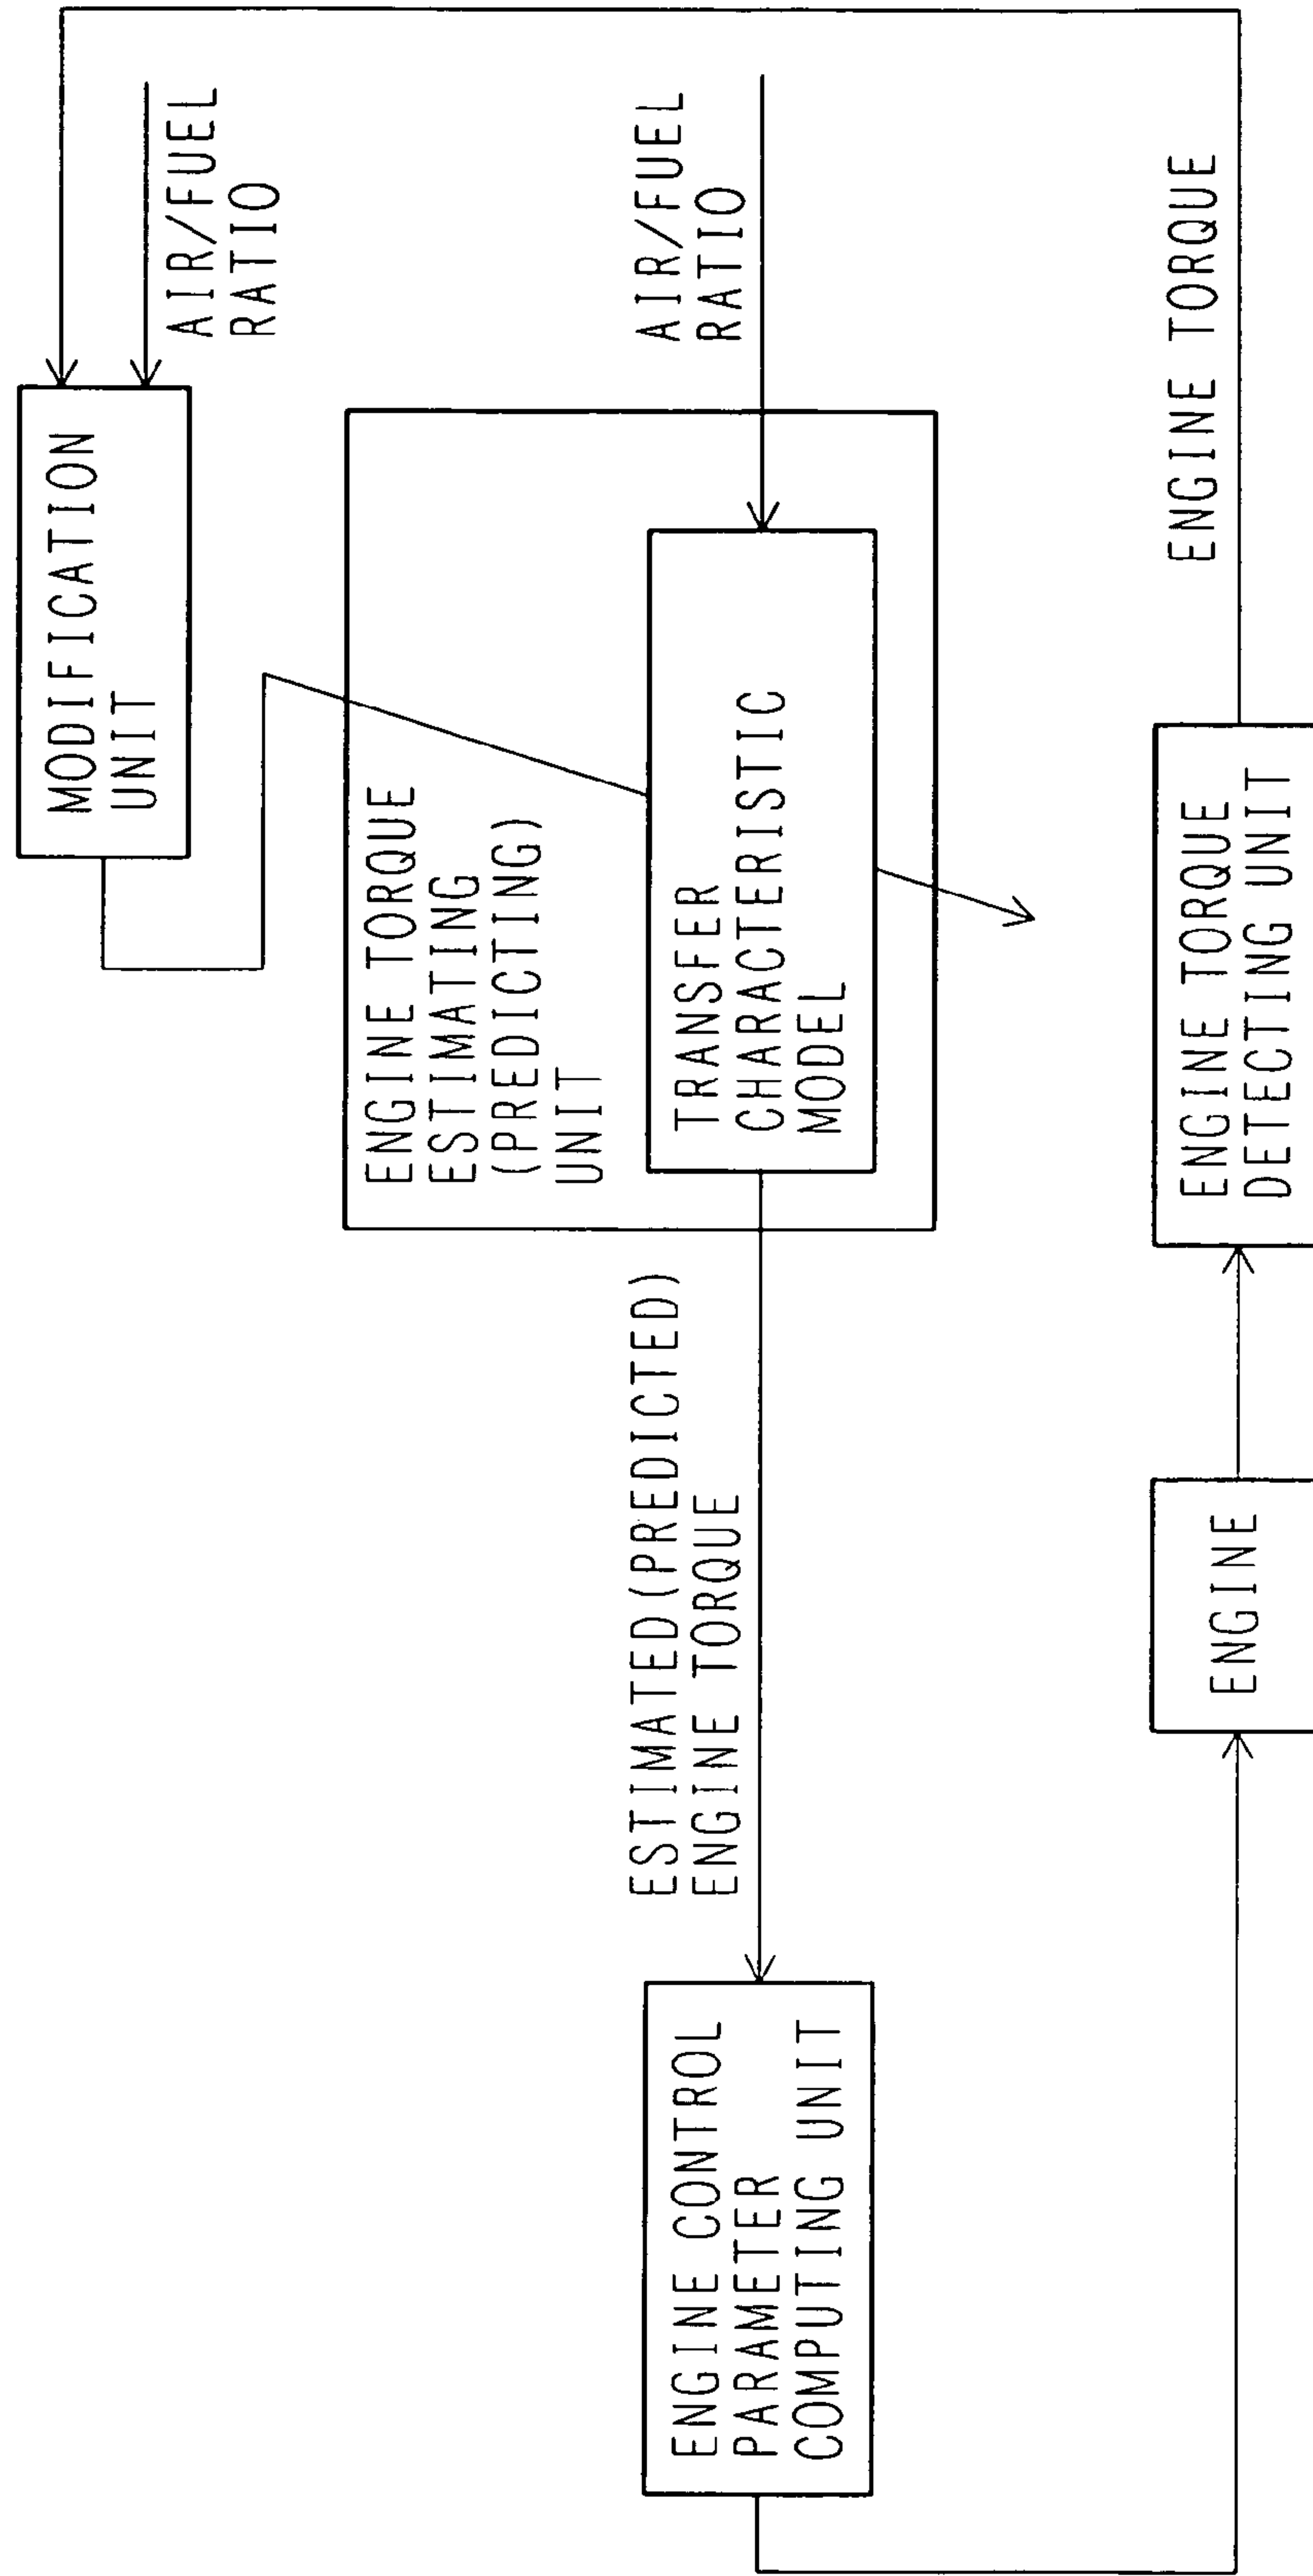 MODIFICATION
UNIT
AIR/FUEL
RATIO
ENGINE TORQUE
ESTIMATING
(PREDICTING)
UNIT
TRANSFER
CHARACTERISTIC
MODEL
AIR/FUEL
RATIO
ESTIMATED(PREDICTED)
ENGINE TORQUE
ENGINE CONTROL
PARAMETER
COMPUTING UNIT
ENGINE
ENGINE TORQUE
DETECTING UNIT
ENGINE TORQUE